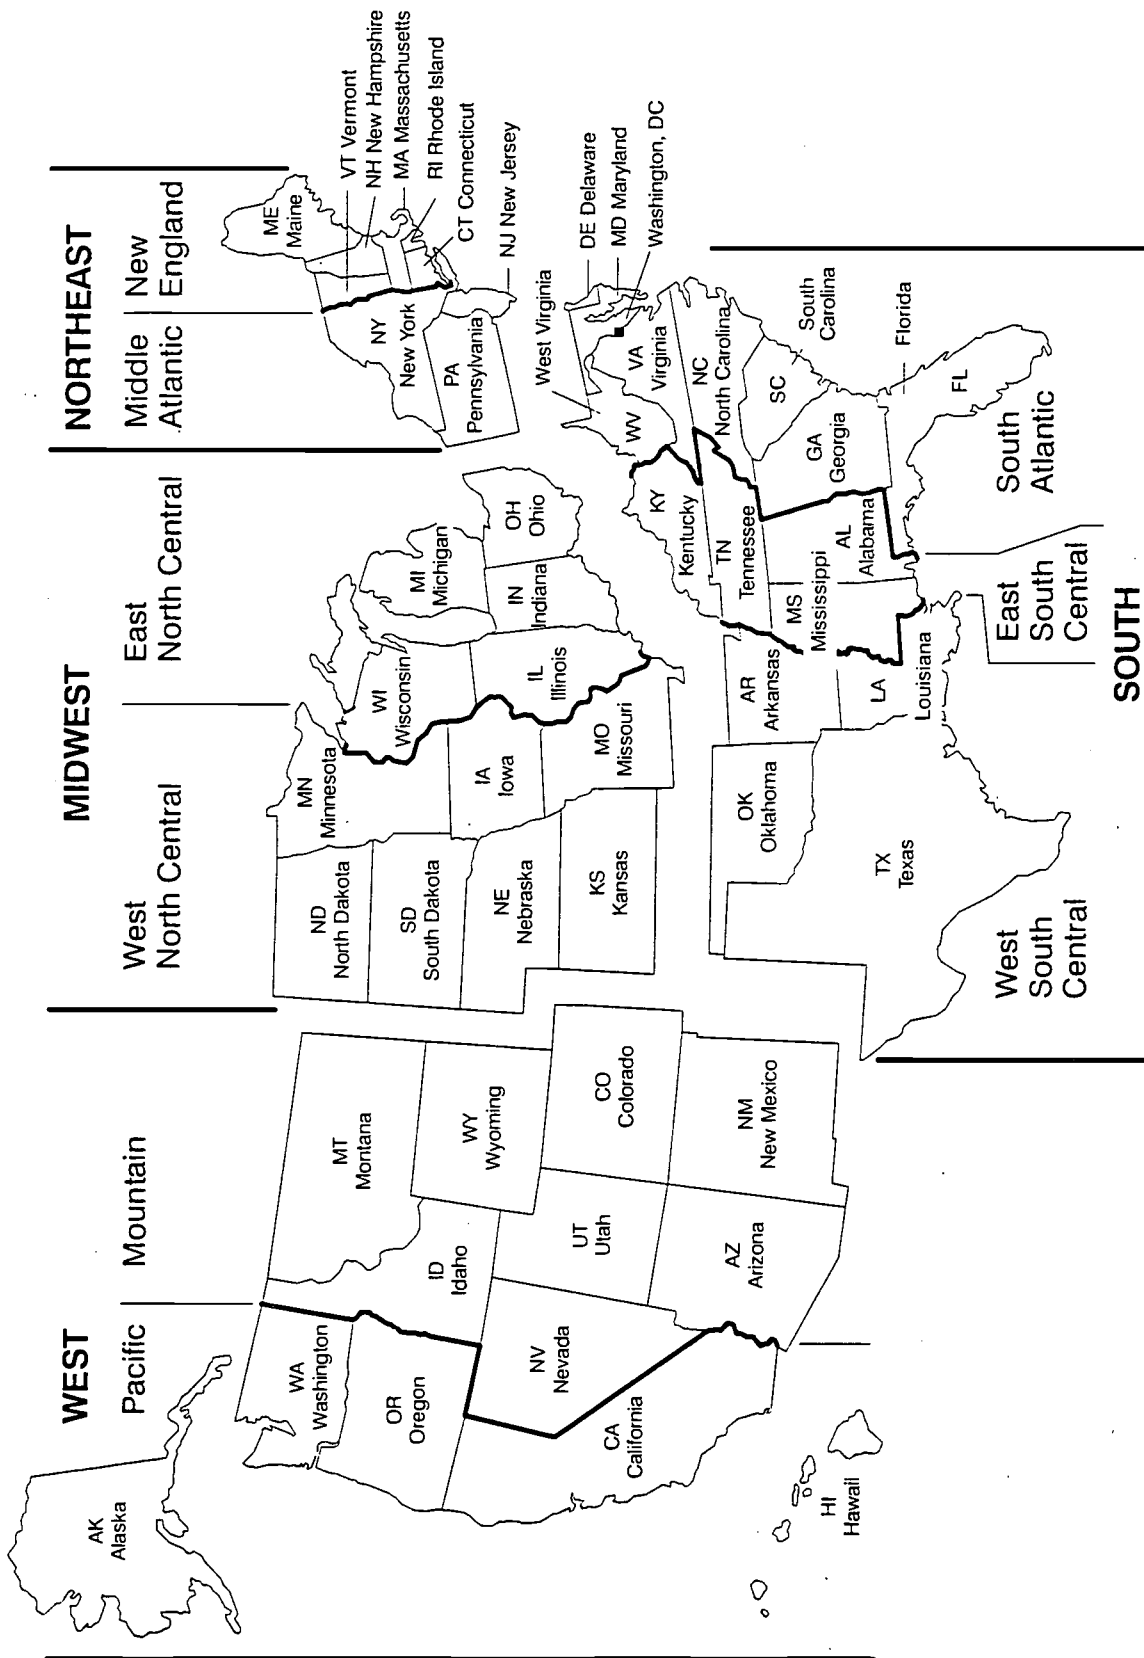 WEST
Pacific
Mountain
MIDWEST
West
North Central
East
North Central
NORTHEAST
Middle
Atlantic
New
England
AK
Alaska
WA
Washington
OR
Oregon
CA
California
HI
Hawaii
NV
Nevada
ID
Idaho
MT
Montana
WY
Wyoming
UT
Utah
CO
Colorado
AZ
Arizona
NM
New Mexico
ND
North Dakota
SD
South Dakota
NE
Nebraska
KS
Kansas
MN
Minnesota
IA
Iowa
MO
Missouri
WI
Wisconsin
IL
Illinois
MI
Michigan
IN
Indiana
OH
Ohio
NY
New York
PA
Pennsylvania
ME
Maine
VT Vermont
NH New Hampshire
MA Massachusetts
RI Rhode Island
CT Connecticut
NJ New Jersey
DE Delaware
MD Maryland
Washington, DC
West Virginia
WV
VA
Virginia
NC
North Carolina
SC
South
Carolina
GA
Georgia
FL
Florida
KY
Kentucky
TN
Tennessee
MS
Mississippi
AL
Alabama
AR
Arkansas
LA
Louisiana
OK
Oklahoma
TX
Texas
West
South
Central
East
South
Central
South
Atlantic
SOUTH